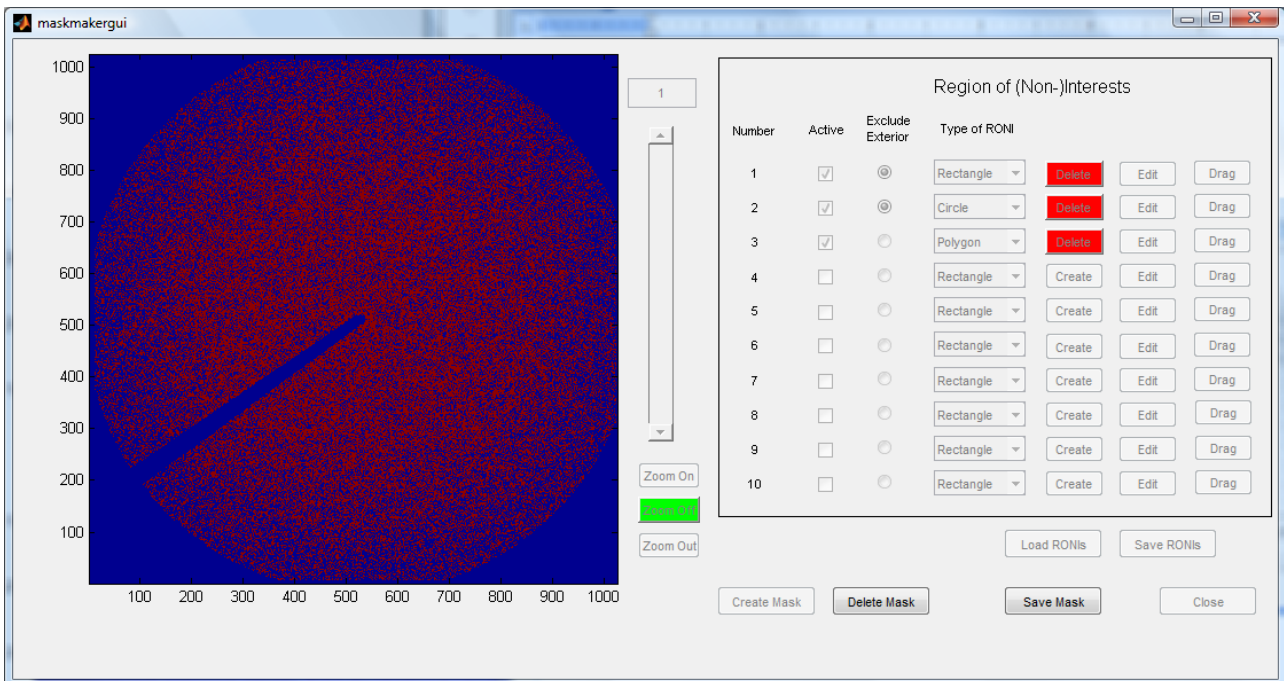 maskmakergui
1000
900
800
700
600
500
400
300
200
100
100 200 300 400 500 600 700 800 900 1000
1
Zoom On
Zoom Off
Zoom Out
Region of (Non-)Interests
Number Active Exclude Exterior Type of RONI
1 Rectangle Delete Edit Drag
2 Circle Delete Edit Drag
3 Polygon Delete Edit Drag
4 Rectangle Create Edit Drag
5 Rectangle Create Edit Drag
6 Rectangle Create Edit Drag
7 Rectangle Create Edit Drag
8 Rectangle Create Edit Drag
9 Rectangle Create Edit Drag
10 Rectangle Create Edit Drag
Load RONIs Save RONIs
Create Mask Delete Mask Save Mask Close